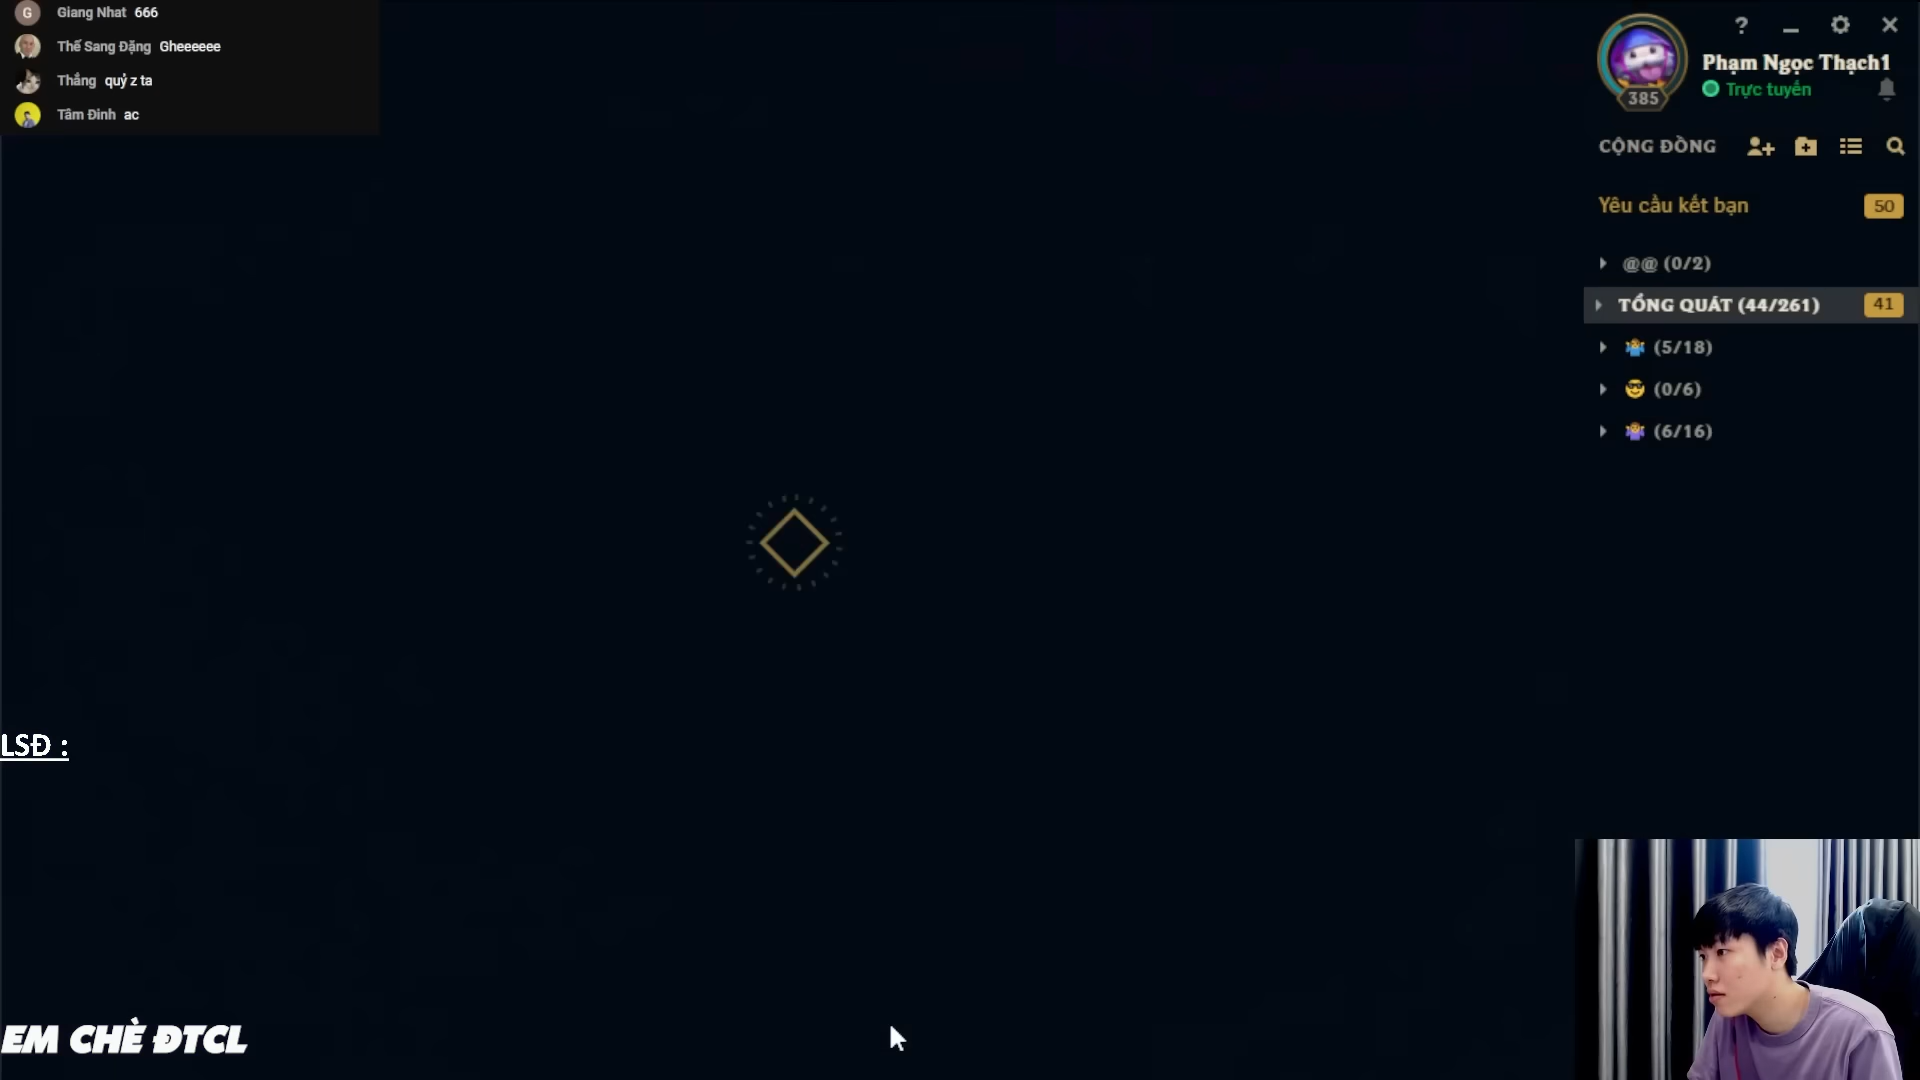 G Giang Nhat 666
Thế Sang Đặng Gheeeeee
Thắng quỷ z ta
Tâm Đinh ac
?
Phạm Ngọc Thạch1
Trực tuyến
385
CỘNG ĐỒNG
Yêu cầu kết bạn 50
@@ (0/2)
TỔNG QUÁT (44/261) 41
(5/18)
(0/6)
(6/16)
LSĐ :
EM CHÈ ĐTCL